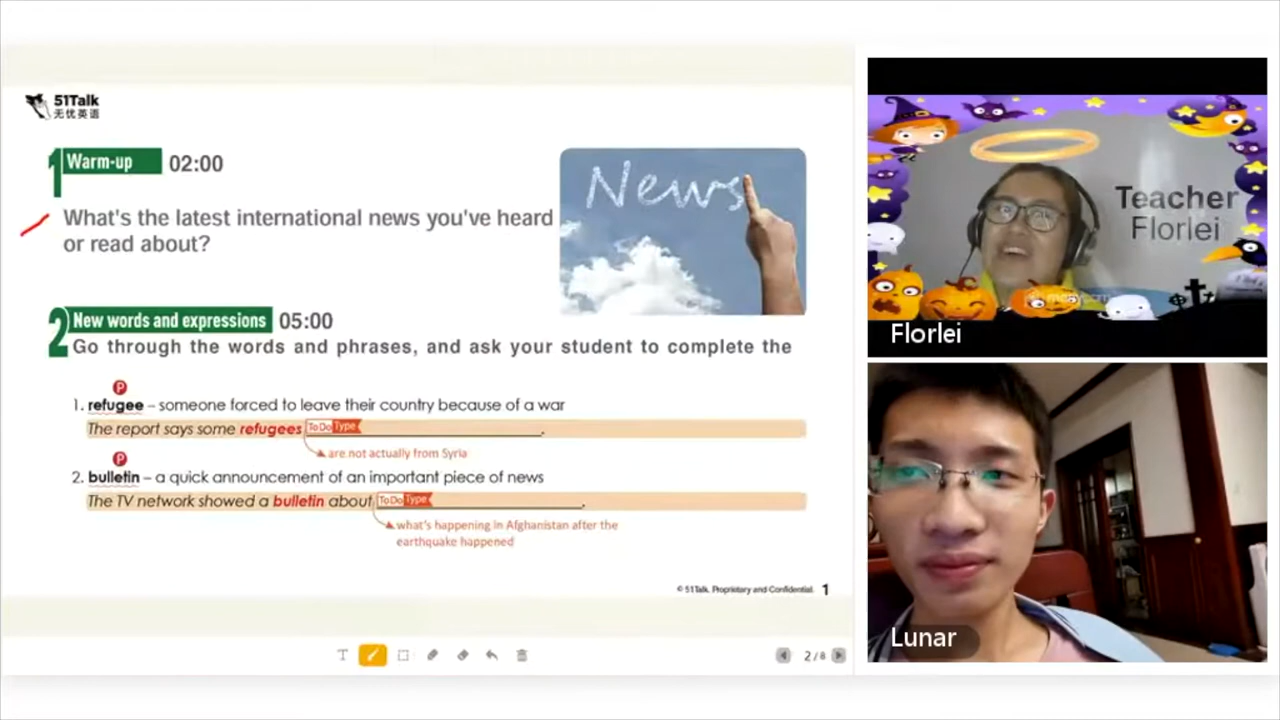 51Talk
无忧英语
1 Warm-up 02:00
What's the latest international news you've heard
or read about?
News
2 New words and expressions 05:00
Go through the words and phrases, and ask your student to complete the
P
1. refugee – someone forced to leave their country because of a war
The report says some refugees To Do Type ______.
are not actually from Syria
P
2. bulletin – a quick announcement of an important piece of news
The TV network showed a bulletin about To Do Type ______.
what's happening in Afghanistan after the
earthquake happened
© 51Talk. Proprietary and Confidential. 1
T
2/8
Teacher
Florlei
Florlei
Lunar